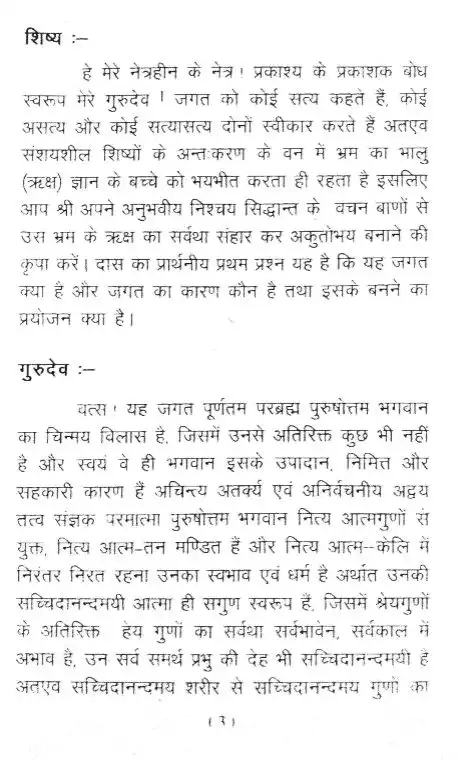 शिष्य :–
हे मेरे नेत्रहीन के नेत्र ! प्रकाश्य के प्रकाशक बोध
स्वरूप मेरे गुरुदेव ! जगत को कोई सत्य कहते हैं, कोई
असत्य और कोई सत्यासत्य दोनों स्वीकार करते हैं अतएव
संशयशील शिष्यों के अन्तःकरण के वन में भ्रम का भालु
(ऋक्ष) ज्ञान के बच्चे को भयभीत करता ही रहता है इसलिए
आप श्री अपने अनुभवीय निश्चय सिद्धान्त के वचन बाणों से
उस भ्रम के ऋक्ष का सर्वथा संहार कर अकुतोभय बनाने की
कृपा करें। दास का प्रार्थनीय प्रथम प्रश्न यह है कि यह जगत
क्या है और जगत का कारण कौन है तथा इसके बनने का
प्रयोजन क्या है।
गुरुदेव :–
वत्स ! यह जगत पूर्णतम परब्रह्म पुरुषोत्तम भगवान
का चिन्मय विलास है, जिसमें उनसे अतिरिक्त कुछ भी नहीं
है और स्वयं वे ही भगवान इसके उपादान, निमित्त और
सहकारी कारण हैं अचिन्त्य अतर्क्य एवं अनिर्वचनीय अद्वय
तत्व संज्ञक परमात्मा पुरुषोत्तम भगवान नित्य आत्मगुणों से
युक्त, नित्य आत्म–तन मण्डित हैं और नित्य आत्म–केलि में
निरंतर निरत रहना उनका स्वभाव एवं धर्म है अर्थात उनकी
सच्चिदानन्दमयी आत्मा ही सगुण स्वरूप हैं, जिसमें श्रेयगुणों
के अतिरिक्त हेय गुणों का सर्वथा सर्वभावेन, सर्वकाल में
अभाव है, उन सर्व समर्थ प्रभु की देह भी सच्चिदानन्दमयी है
अतएव सच्चिदानन्दमय शरीर से सच्चिदानन्दमय गुणों का
(3)